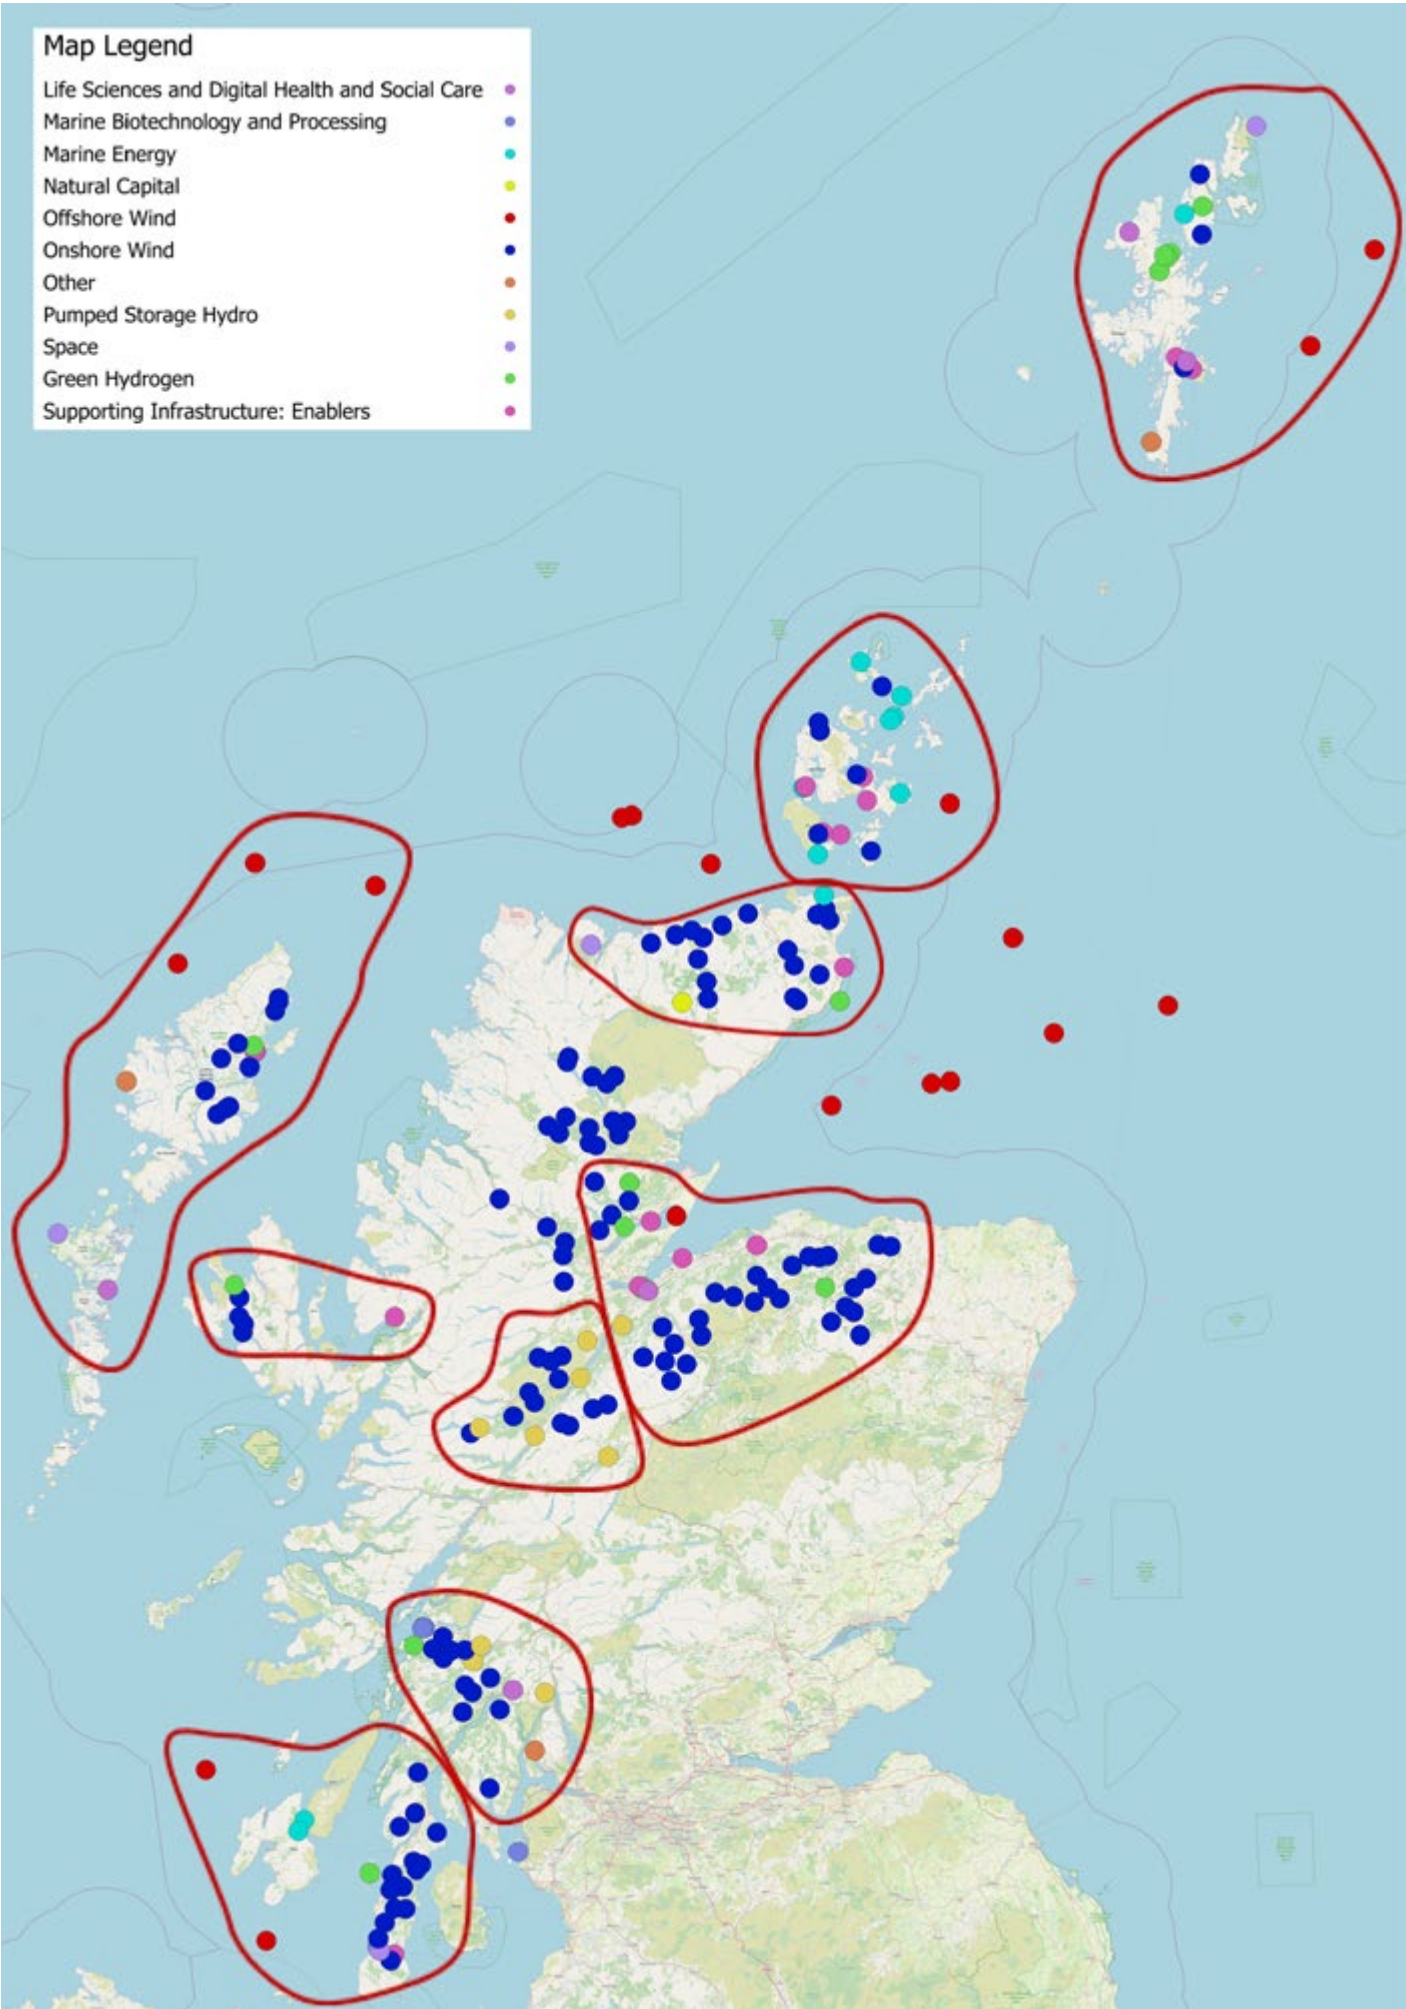 Map Legend
Life Sciences and Digital Health and Social Care
Marine Biotechnology and Processing
Marine Energy
Natural Capital
Offshore Wind
Onshore Wind
Other
Pumped Storage Hydro
Space
Green Hydrogen
Supporting Infrastructure: Enablers